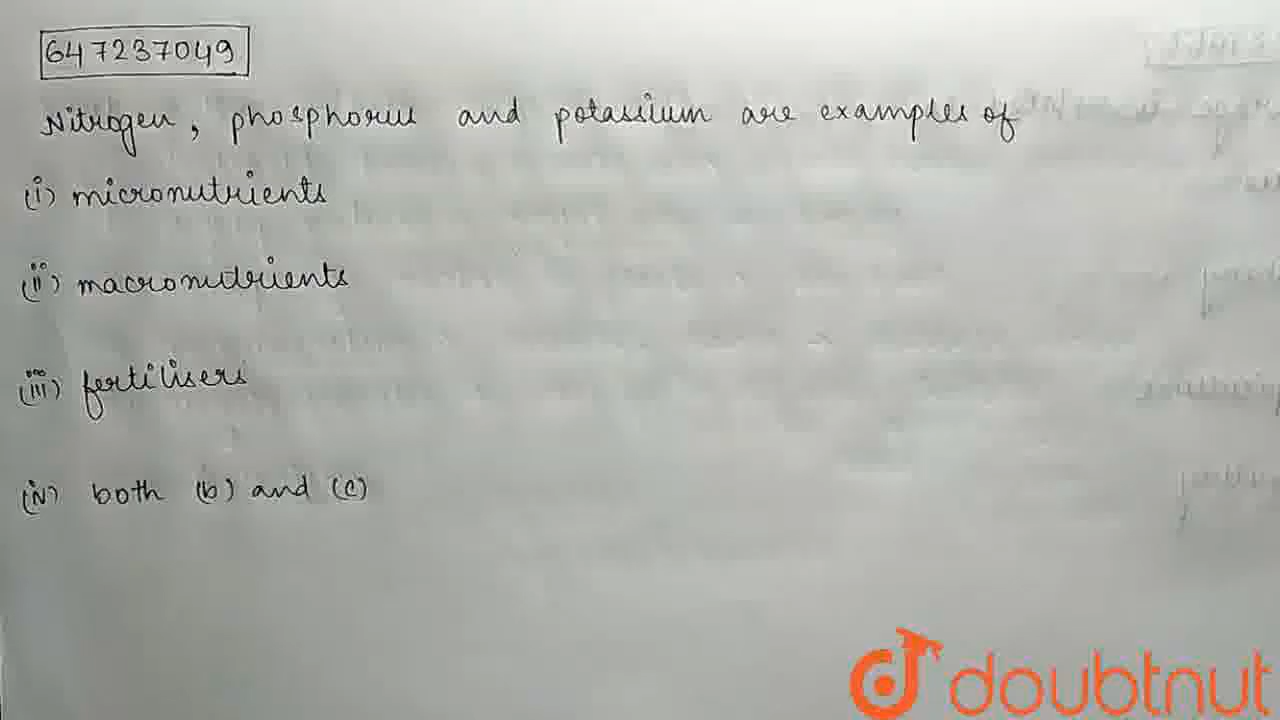 647237049
Nitrogen, phosphorus and potassium are examples of
(i) micronutrients
(ii) macronutrients
(iii) fertilisers
(iv) both (b) and (c)
doubtnut